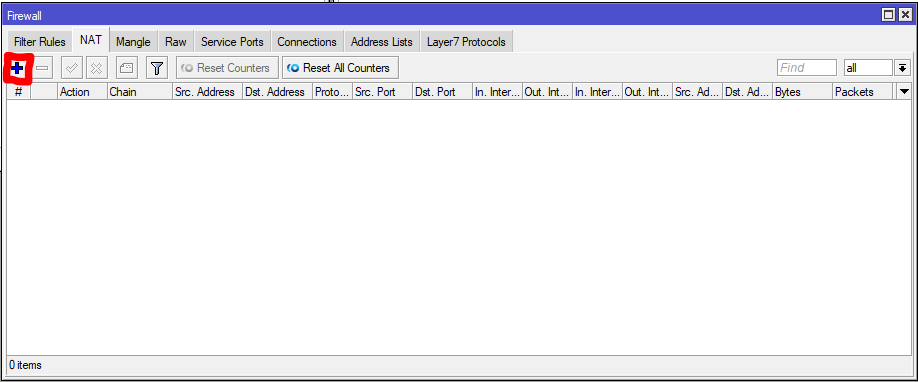 Firewall
Filter Rules NAT Mangle Raw Service Ports Connections Address Lists Layer7 Protocols
Reset Counters Reset All Counters Find all
# Action Chain Src. Address Dst. Address Proto... Src. Port Dst. Port In. Inter... Out. Int... In. Inter... Out. Int... Src. Ad... Dst. Ad... Bytes Packets
0 items